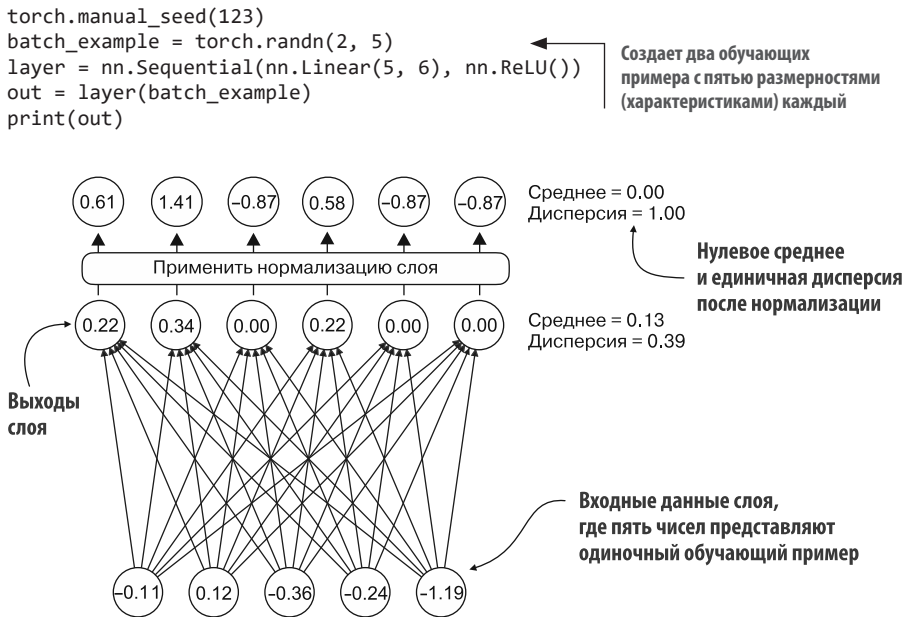 torch.manual_seed(123)
batch_example = torch.randn(2, 5)
layer = nn.Sequential(nn.Linear(5, 6), nn.ReLU())
out = layer(batch_example)
print(out)
Создает два обучающих
примера с пятью размерностями
(характеристиками) каждый
0.61 1.41 –0.87 0.58 –0.87 –0.87
Среднее = 0.00
Дисперсия = 1.00
Нулевое среднее
и единичная дисперсия
после нормализации
Применить нормализацию слоя
0.22 0.34 0.00 0.22 0.00 0.00
Среднее = 0.13
Дисперсия = 0.39
Выходы
слоя
Входные данные слоя,
где пять чисел представляют
одиночный обучающий пример
–0.11 0.12 –0.36 –0.24 –1.19